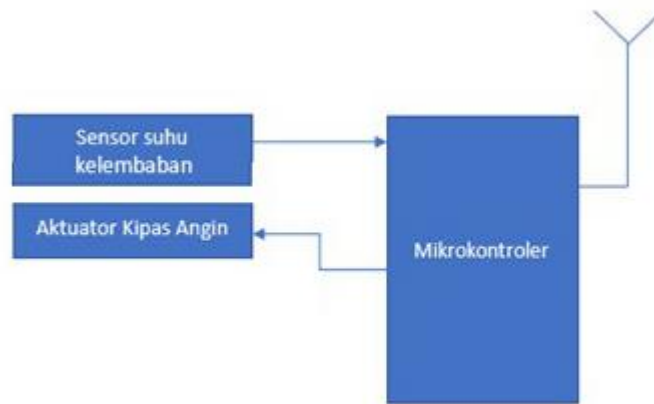 Sensor suhu
kelembaban
Aktuator Kipas Angin
Mikrokontroler